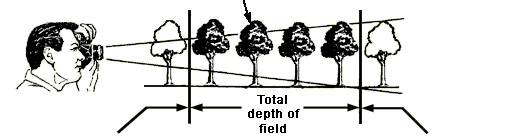 Total
depth of
field